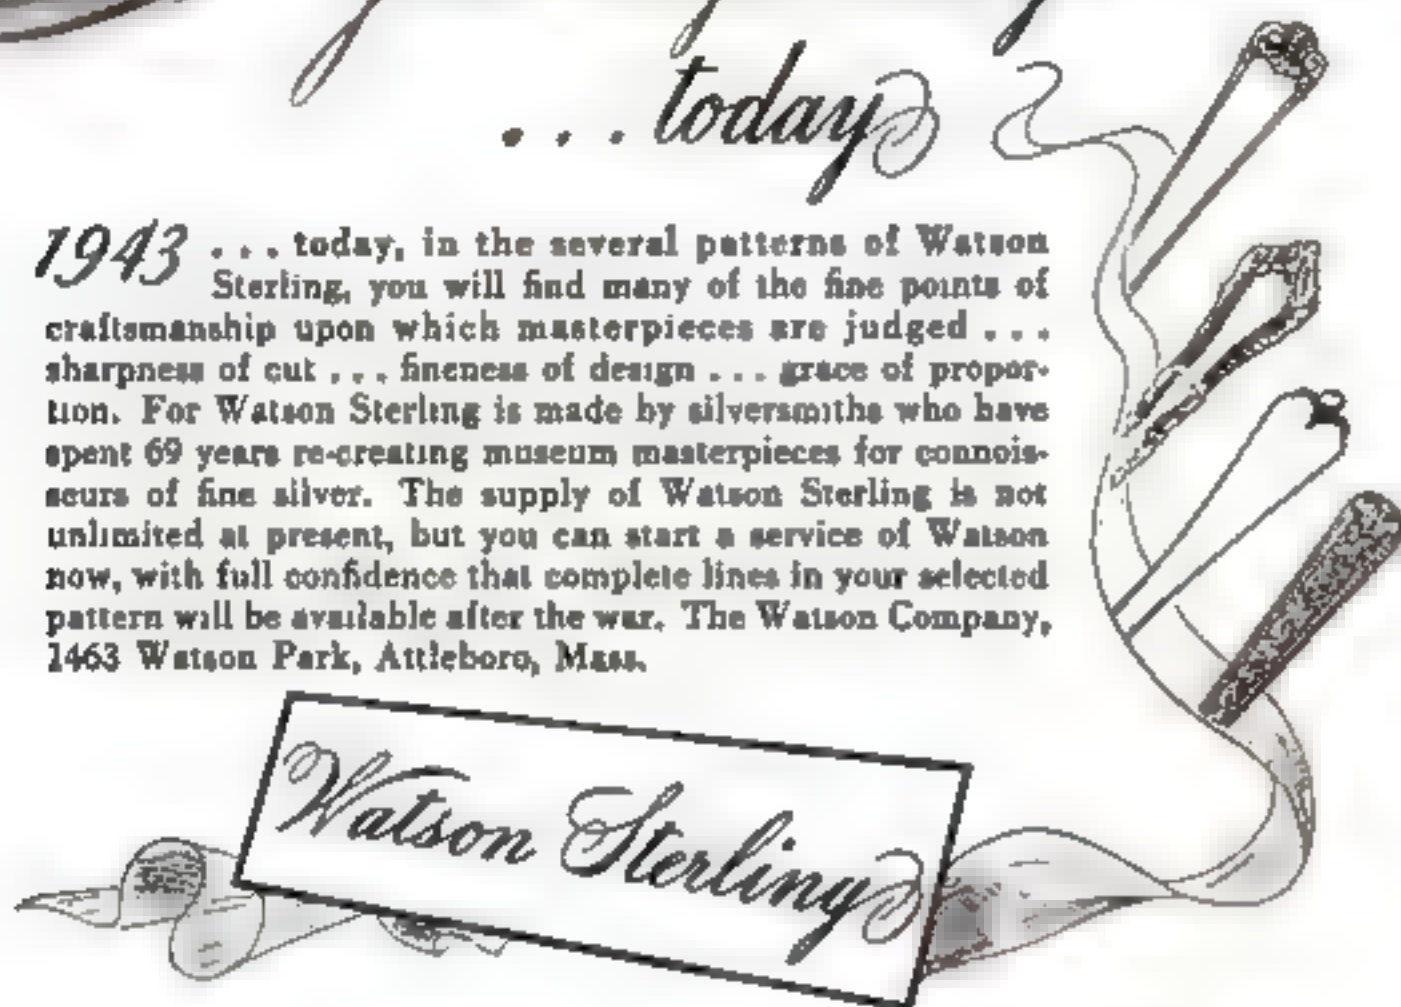 . . . today
1943 . . . today, in the several patterns of Watson
Sterling, you will find many of the fine points of
craftsmanship upon which masterpieces are judged . . .
sharpness of cut . . . fineness of design . . . grace of propor-
tion. For Watson Sterling is made by silversmiths who have
spent 69 years re-creating museum masterpieces for connois-
seurs of fine silver. The supply of Watson Sterling is not
unlimited at present, but you can start a service of Watson
now, with full confidence that complete lines in your selected
pattern will be available after the war. The Watson Company,
1463 Watson Park, Attleboro, Mass.
Watson Sterling